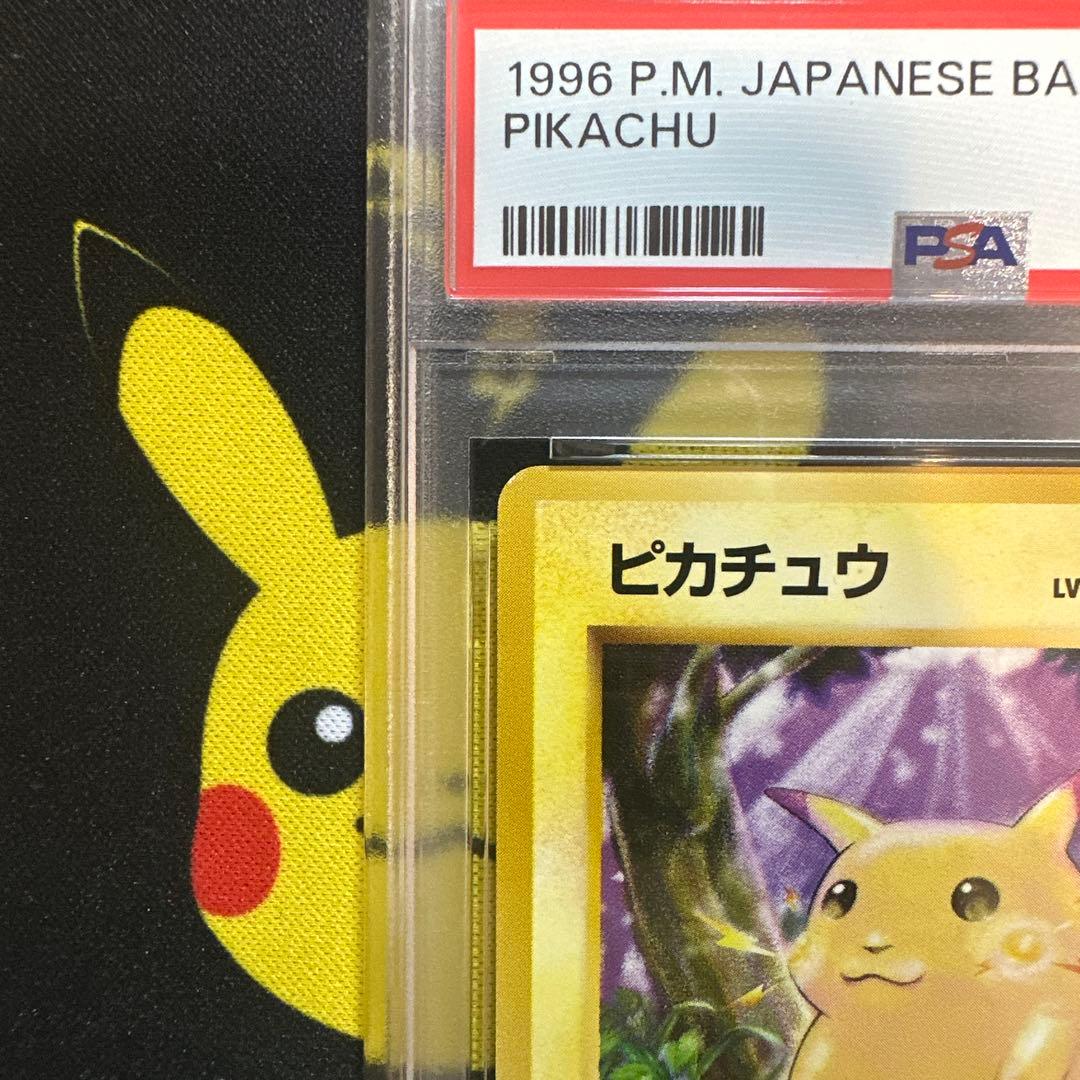 1996 P.M. JAPANESE BA
PIKACHU
PSA
ピカチュウ
LV